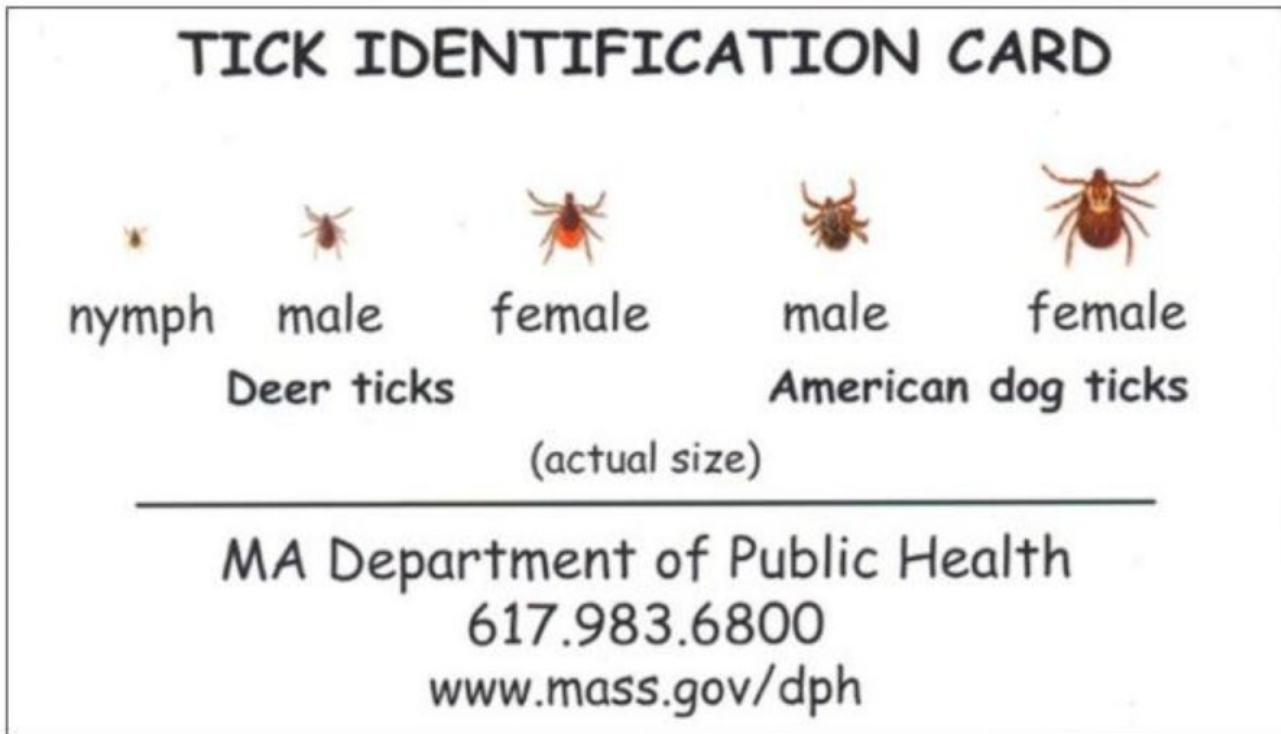 TICK IDENTIFICATION CARD
nymph male female male female
Deer ticks American dog ticks
(actual size)
MA Department of Public Health
617.983.6800
www.mass.gov/dph